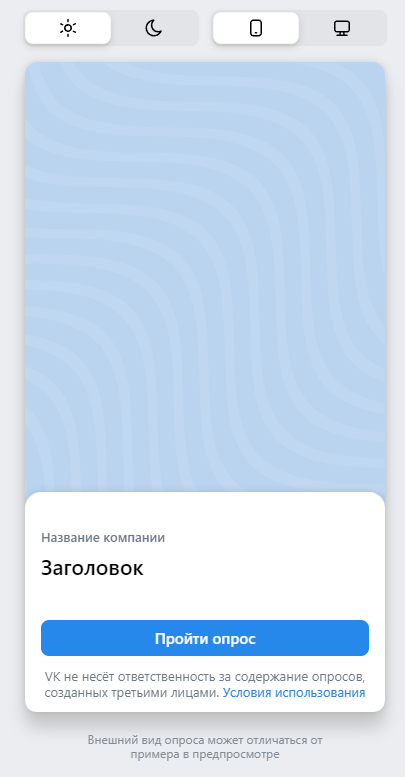 Название компании
Заголовок
Пройти опрос
VK не несёт ответственность за содержание опросов,
созданных третьими лицами. Условия использования
Внешний вид опроса может отличаться от
примера в предпросмотре